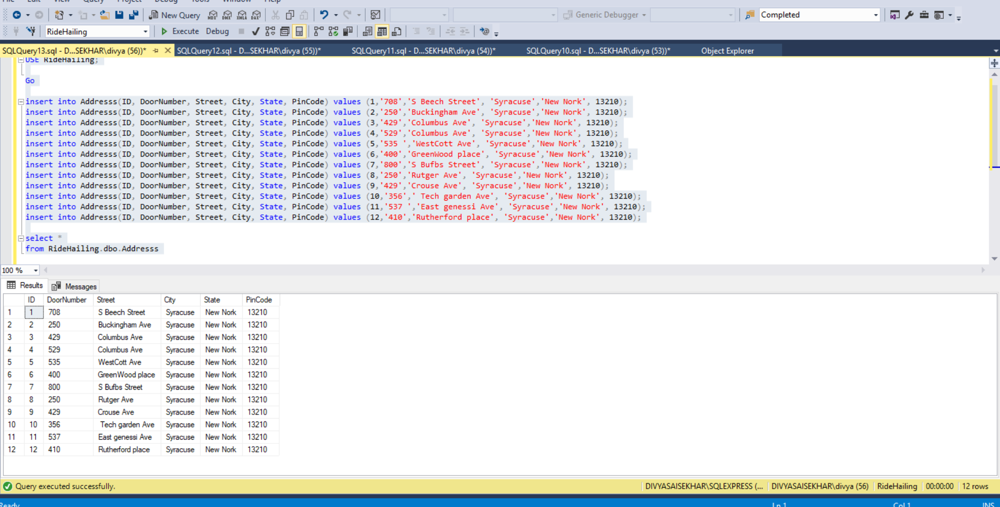 File Edit View Query Project Debug Tools Window Help
New Query MDX DMX XMLA DAX Generic Debugger Completed
RideHailing Execute Debug
SQLQuery13.sql - D...SEKHAR\divya (56))* SQLQuery12.sql - D...SEKHAR\divya (55))* SQLQuery11.sql - D...SEKHAR\divya (54))* SQLQuery10.sql - D...SEKHAR\divya (53))* Object Explorer
USE RideHailing;
Go
insert into Addresss(ID, DoorNumber, Street, City, State, PinCode) values (1,'708','S Beech Street', 'Syracuse','New Nork', 13210);
insert into Addresss(ID, DoorNumber, Street, City, State, PinCode) values (2,'250','Buckingham Ave', 'Syracuse','New Nork', 13210);
insert into Addresss(ID, DoorNumber, Street, City, State, PinCode) values (3,'429','Columbus Ave', 'Syracuse','New Nork', 13210);
insert into Addresss(ID, DoorNumber, Street, City, State, PinCode) values (4,'529','Columbus Ave', 'Syracuse','New Nork', 13210);
insert into Addresss(ID, DoorNumber, Street, City, State, PinCode) values (5,'535 ','WestCott Ave', 'Syracuse','New Nork', 13210);
insert into Addresss(ID, DoorNumber, Street, City, State, PinCode) values (6,'400','GreenWood place', 'Syracuse','New Nork', 13210);
insert into Addresss(ID, DoorNumber, Street, City, State, PinCode) values (7,'800','S Bufbs Street', 'Syracuse','New Nork', 13210);
insert into Addresss(ID, DoorNumber, Street, City, State, PinCode) values (8,'250','Rutger Ave', 'Syracuse','New Nork', 13210);
insert into Addresss(ID, DoorNumber, Street, City, State, PinCode) values (9,'429','Crouse Ave', 'Syracuse','New Nork', 13210);
insert into Addresss(ID, DoorNumber, Street, City, State, PinCode) values (10,'356',' Tech garden Ave', 'Syracuse','New Nork', 13210);
insert into Addresss(ID, DoorNumber, Street, City, State, PinCode) values (11,'537 ','East genessi Ave', 'Syracuse','New Nork', 13210);
insert into Addresss(ID, DoorNumber, Street, City, State, PinCode) values (12,'410','Rutherford place', 'Syracuse','New Nork', 13210);
select *
from RideHailing.dbo.Addresss
100 %
Results Messages
ID DoorNumber Street City State PinCode
1 1 708 S Beech Street Syracuse New Nork 13210
2 2 250 Buckingham Ave Syracuse New Nork 13210
3 3 429 Columbus Ave Syracuse New Nork 13210
4 4 529 Columbus Ave Syracuse New Nork 13210
5 5 535 WestCott Ave Syracuse New Nork 13210
6 6 400 GreenWood place Syracuse New Nork 13210
7 7 800 S Bufbs Street Syracuse New Nork 13210
8 8 250 Rutger Ave Syracuse New Nork 13210
9 9 429 Crouse Ave Syracuse New Nork 13210
10 10 356 Tech garden Ave Syracuse New Nork 13210
11 11 537 East genessi Ave Syracuse New Nork 13210
12 12 410 Rutherford place Syracuse New Nork 13210
Query executed successfully. DIVYASAISEKHAR\SQLEXPRESS (... DIVYASAISEKHAR\divya (56) RideHailing 00:00:00 12 rows
Ready Ln 1 Col 1 INS